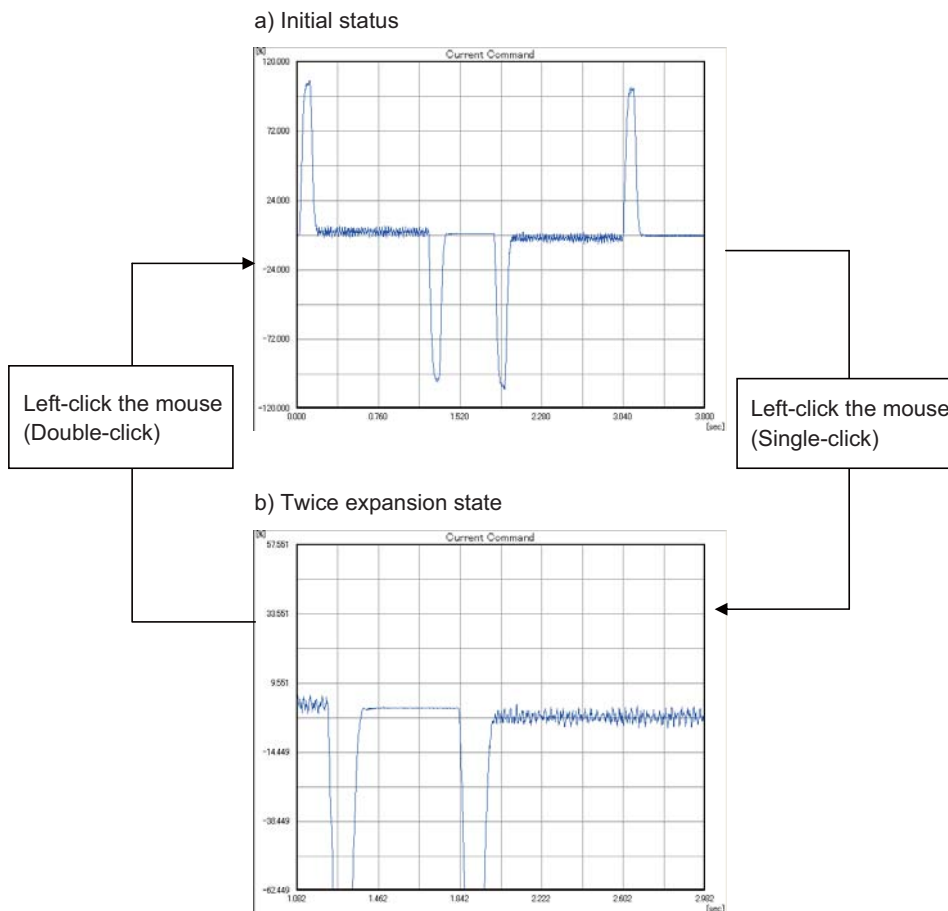 a) Initial status
[%]
Current Command
120.000
72.000
24.000
-24.000
-72.000
-120.000
0.000 0.760 1.520 2.280 3.040 3.800
[sec]
Left-click the mouse
(Double-click)
Left-click the mouse
(Single-click)
b) Twice expansion state
[%]
Current Command
57.551
33.551
9.551
-14.449
-38.449
-62.449
1.082 1.462 1.842 2.222 2.602 2.982
[sec]